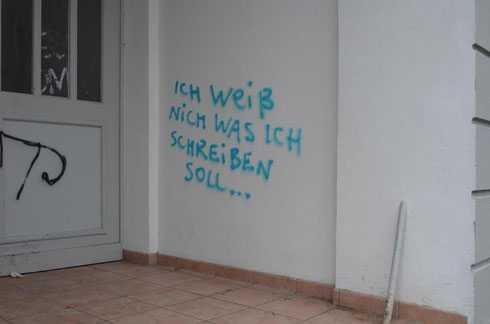 ICH WEIß
NICH WAS ICH
SCHREIBEN
SOLL...